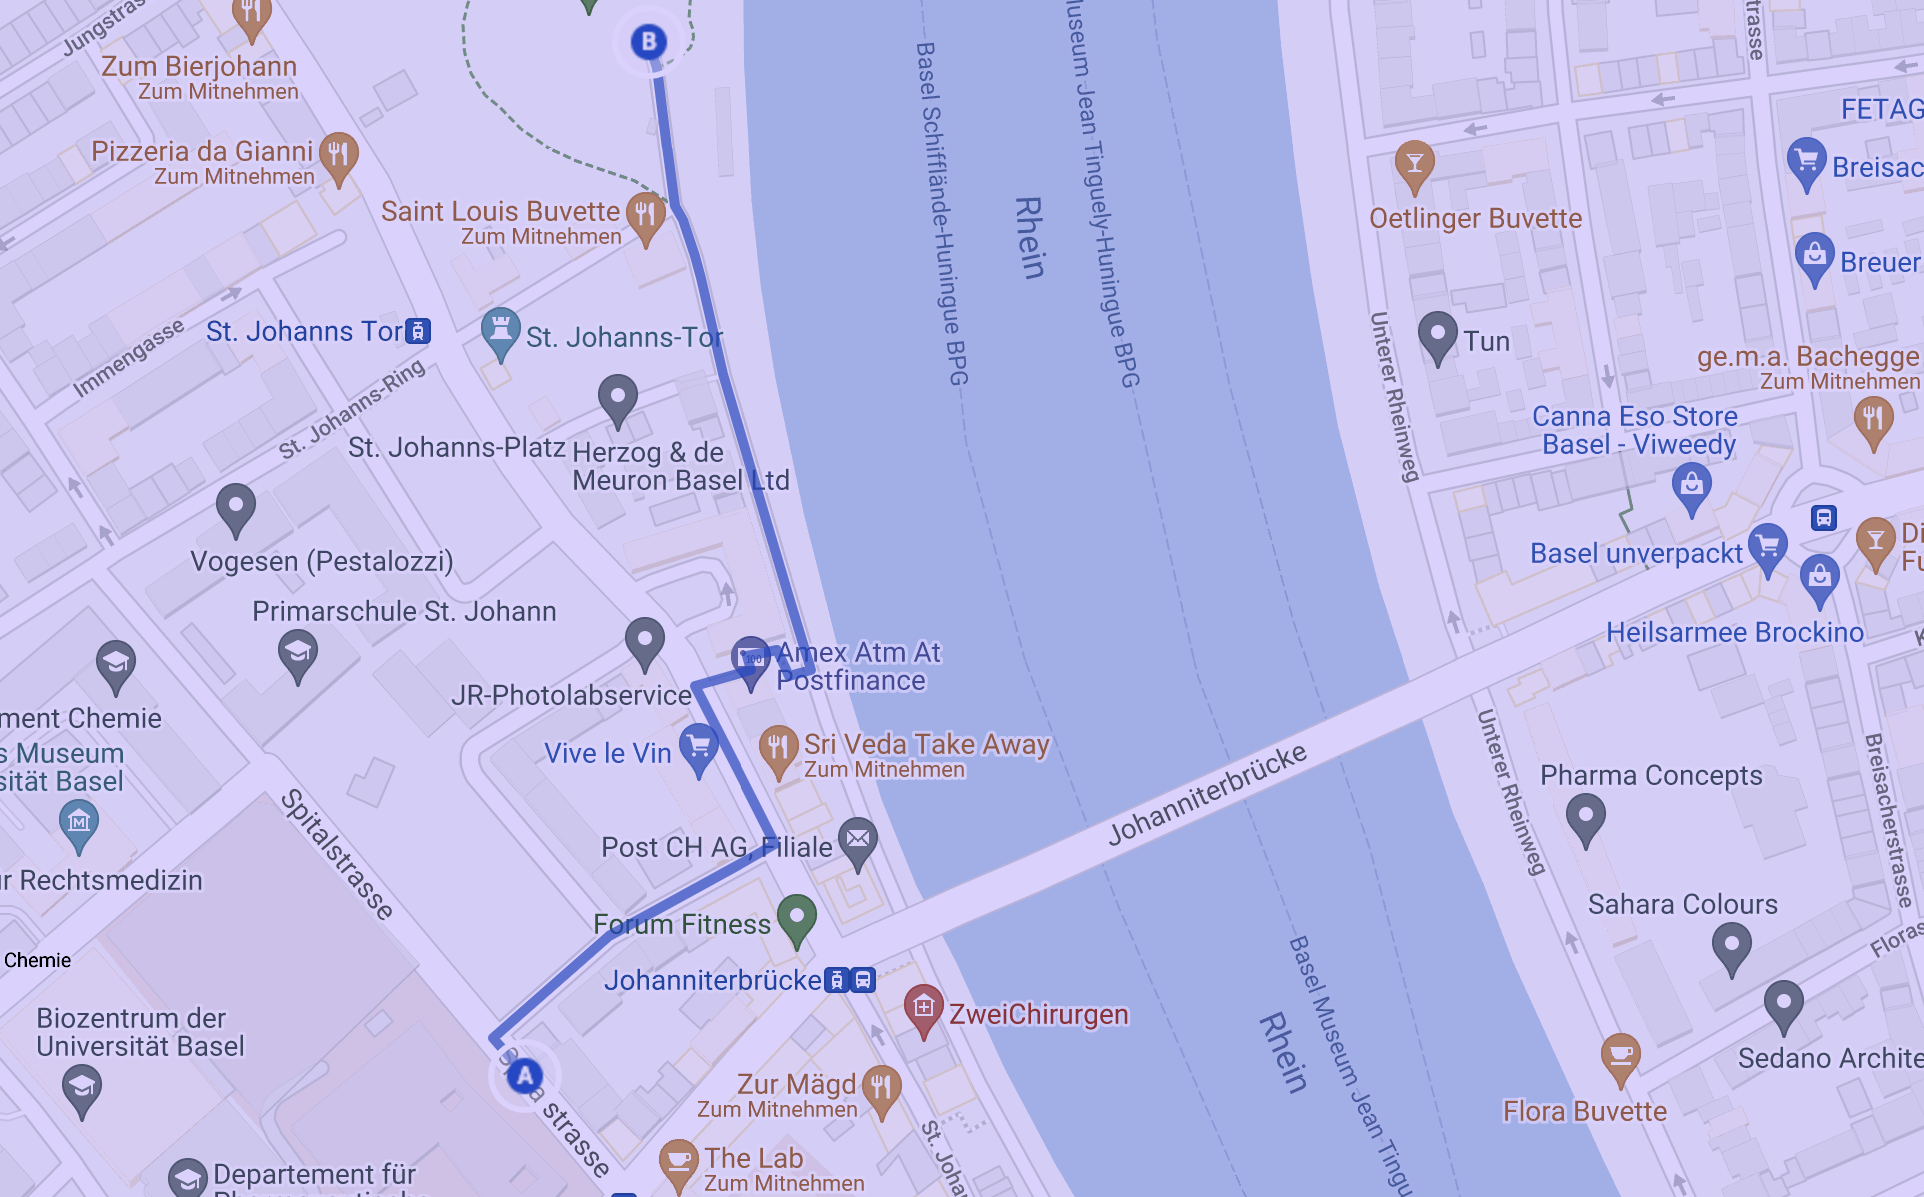 Jungstras
Zum Bierjohann
Zum Mitnehmen
Pizzeria da Gianni
Zum Mitnehmen
B
Saint Louis Buvette
Zum Mitnehmen
St. Johanns Tor
St. Johanns-Tor
Immengasse
St. Johanns-Ring
St. Johanns-Platz
Herzog & de
Meuron Basel Ltd
Vogesen (Pestalozzi)
Primarschule St. Johann
JR-Photolabservice
100
Amex Atm At
Postfinance
ment Chemie
s Museum
sität Basel
M
Vive le Vin
Sri Veda Take Away
Zum Mitnehmen
Spitalstrasse
Post CH AG, Filiale
ur Rechtsmedizin
Forum Fitness
Chemie
Johanniterbrücke
Biozentrum der
Universität Basel
ZweiChirurgen
A
strasse
Zur Mägd
Zum Mitnehmen
The Lab
Zum Mitnehmen
St. Joha
Departement für
Basel Schifflände-Huningue BPG
Museum Jean Tinguely-Huningue BPG
Rhein
Johanniterbrücke
Rhein
Basel Museum Jean Tingu
trasse
FETAG
Breisac
Oetlinger Buvette
Breuer
Unterer Rheinweg
Tun
ge.m.a. Bachegge
Zum Mitnehmen
Canna Eso Store
Basel - Viweedy
Basel unverpackt
Di
Fu
Heilsarmee Brockino
K
Unterer Rheinweg
Pharma Concepts
Breisacherstrasse
Sahara Colours
Floras
Sedano Archite
Flora Buvette